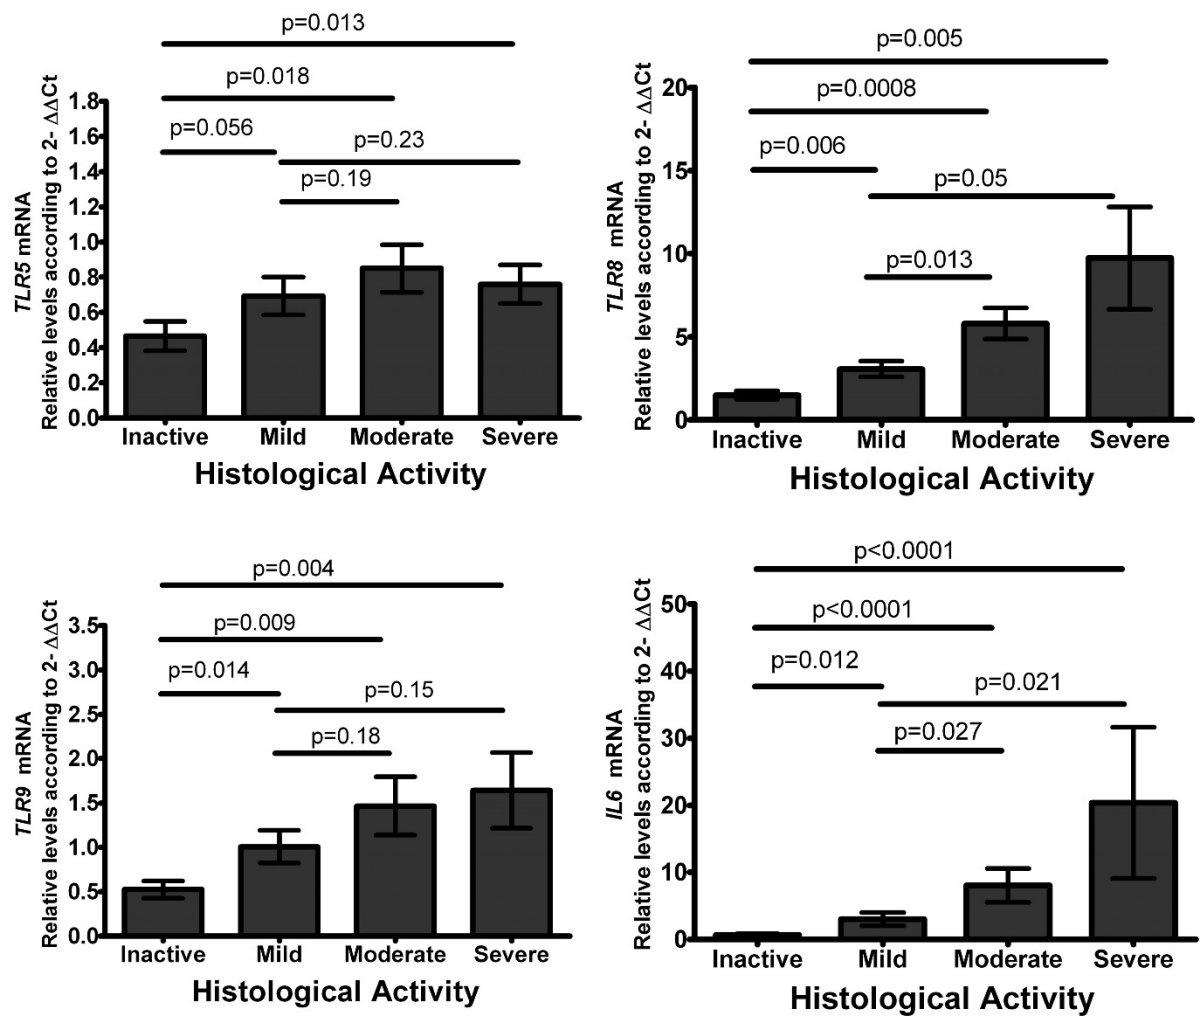 p=0.013
p=0.018
p=0.056
p=0.23
p=0.19
TLR5 mRNA
Relative levels according to 2- ΔΔCt
1.8
1.6
1.4
1.2
1.0
0.8
0.6
0.4
0.2
0.0
Inactive Mild Moderate Severe
Histological Activity
p=0.005
p=0.0008
p=0.006
p=0.05
p=0.013
TLR8 mRNA
Relative levels according to 2- ΔΔCt
20
15
10
5
0
Inactive Mild Moderate Severe
Histological Activity
p=0.004
p=0.009
p=0.014
p=0.15
p=0.18
TLR9 mRNA
Relative levels according to 2- ΔΔCt
3.5
3.0
2.5
2.0
1.5
1.0
0.5
0.0
Inactive Mild Moderate Severe
Histological Activity
p<0.0001
p<0.0001
p=0.012
p=0.021
p=0.027
IL6 mRNA
Relative levels according to 2- ΔΔCt
50
40
30
20
10
0
Inactive Mild Moderate Severe
Histological Activity